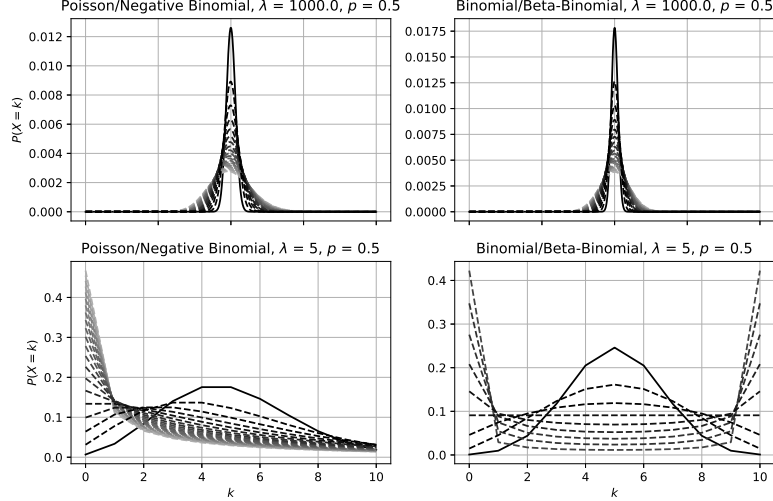 Poisson/Negative Binomial, λ = 1000.0, p = 0.5
Binomial/Beta-Binomial, λ = 1000.0, p = 0.5
P(X = k)
0.012
0.010
0.008
0.006
0.004
0.002
0.000
0.0175
0.0150
0.0125
0.0100
0.0075
0.0050
0.0025
0.0000
Poisson/Negative Binomial, λ = 5, p = 0.5
Binomial/Beta-Binomial, λ = 5, p = 0.5
P(X = k)
0.4
0.3
0.2
0.1
0.0
0 2 4 6 8 10
k
0.4
0.3
0.2
0.1
0.0
0 2 4 6 8 10
k